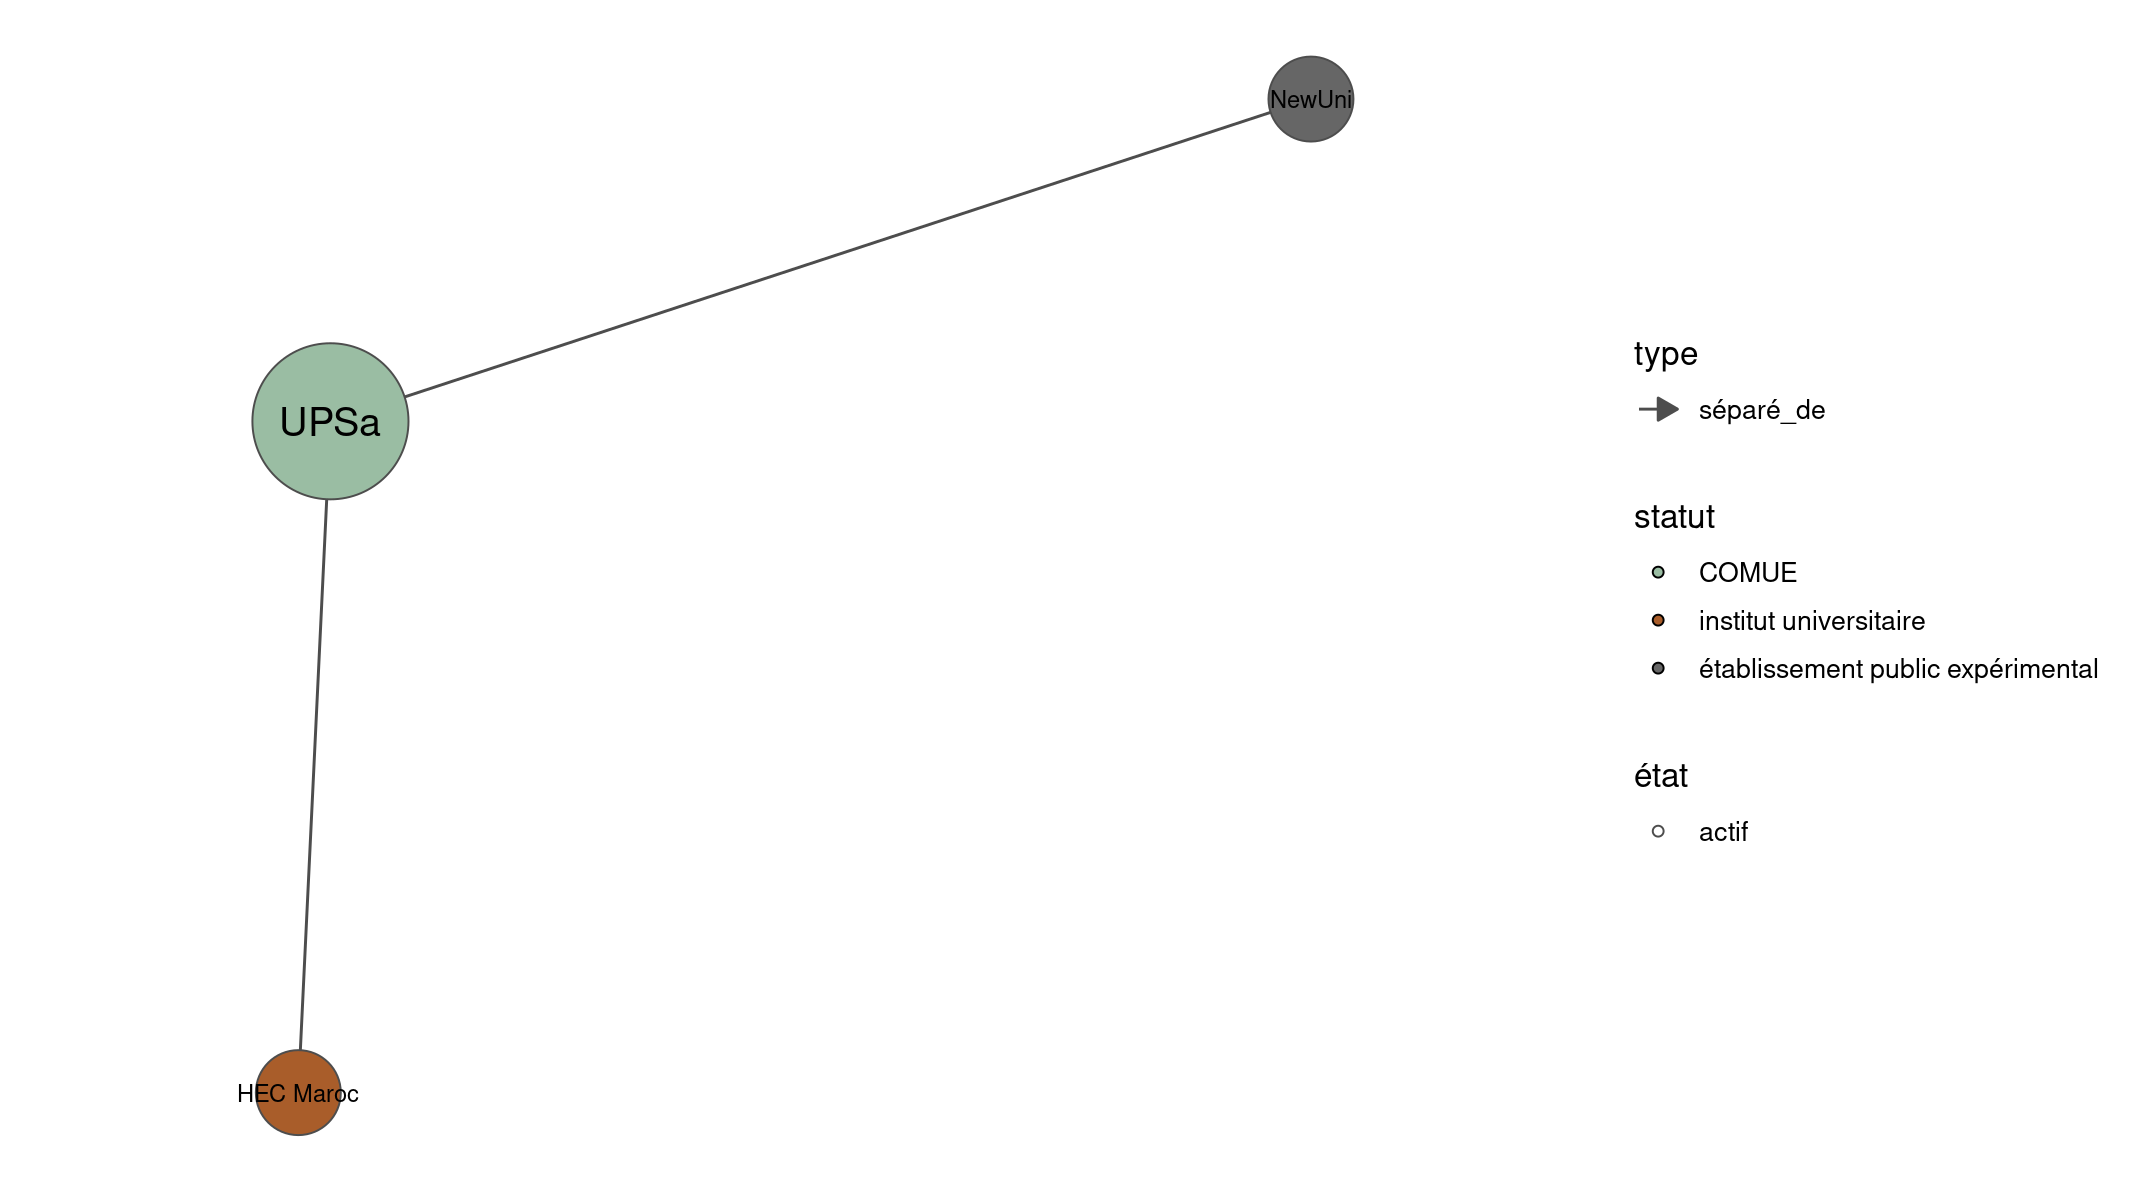 NewUni
UPSa
HEC Maroc
type
séparé_de
statut
COMUE
institut universitaire
établissement public expérimental
état
actif